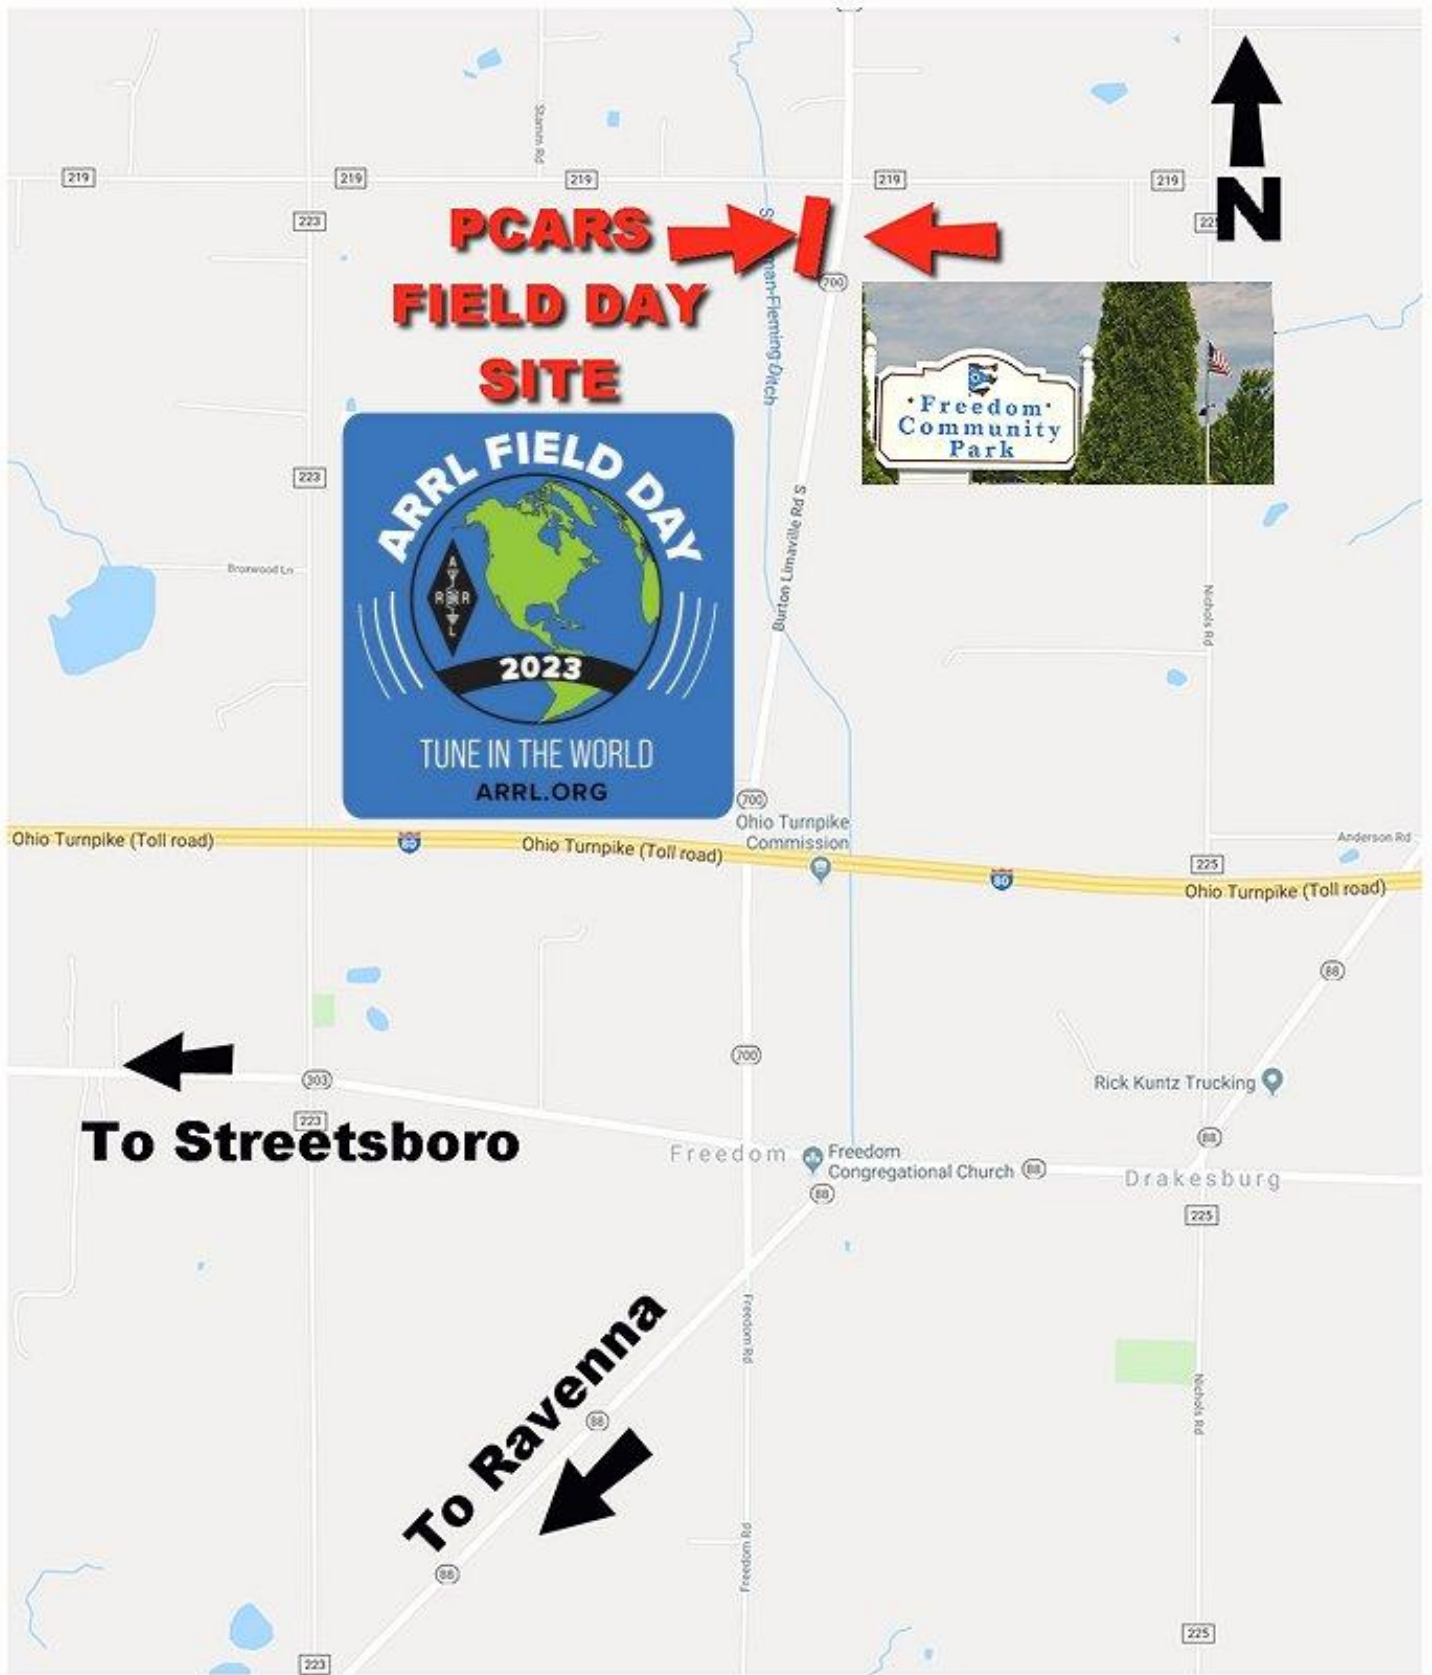 Stamm Rd
219
219
219
219
219
223
225
N
PCARS
FIELD DAY
SITE
700
Freedom
Community
Park
223
ARRL FIELD DAY
A
R R
L
2023
TUNE IN THE WORLD
ARRL.ORG
Burton Limaville Rd S
Nichols Rd
700
Ohio Turnpike
Commission
Ohio Turnpike (Toll road)
80
Ohio Turnpike (Toll road)
80
Ohio Turnpike (Toll road)
Anderson Rd
225
88
700
303
223
To Streetsboro
Rick Kuntz Trucking
88
Freedom
Freedom
Congregational Church
88
Drakesburg
88
225
Freedom Rd
To Ravenna
88
Nichols Rd
88
Freedom Rd
225
223